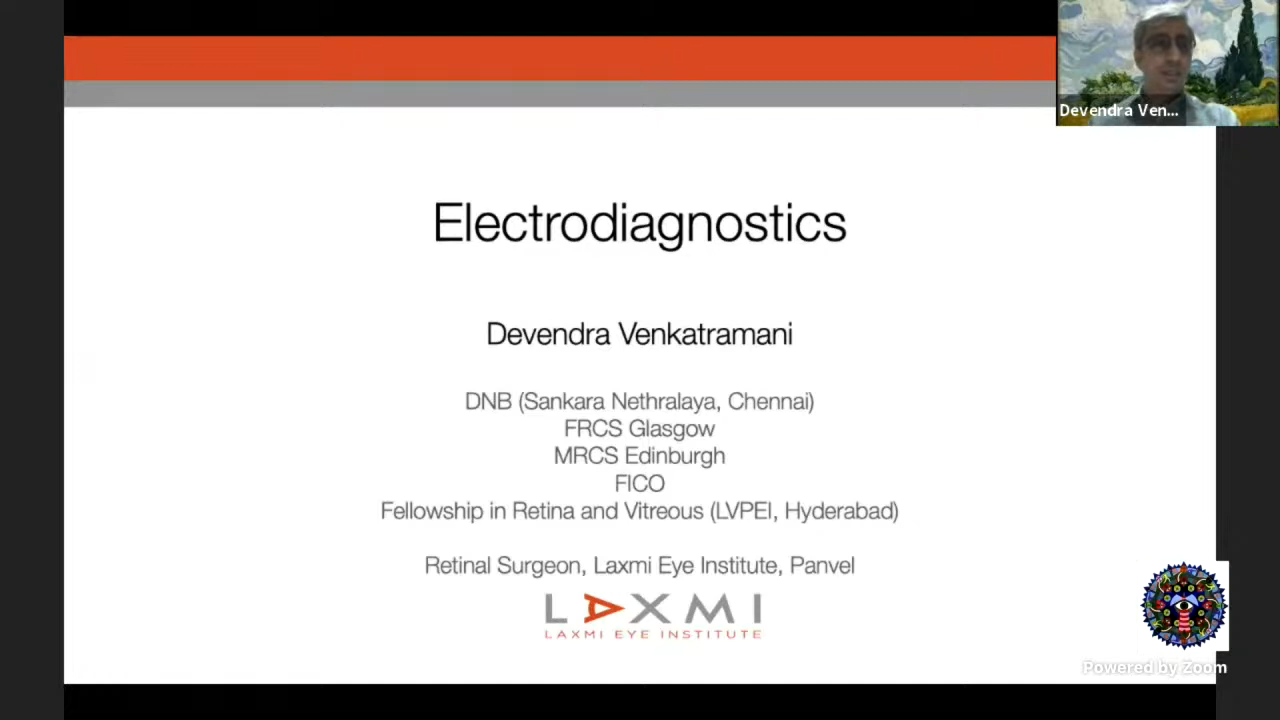 Devendra Ven...
Electrodiagnostics
Devendra Venkatramani
DNB (Sankara Nethralaya, Chennai)
FRCS Glasgow
MRCS Edinburgh
FICO
Fellowship in Retina and Vitreous (LVPEI, Hyderabad)
Retinal Surgeon, Laxmi Eye Institute, Panvel
LAXMI
LAXMI EYE INSTITUTE
Powered by Zoom